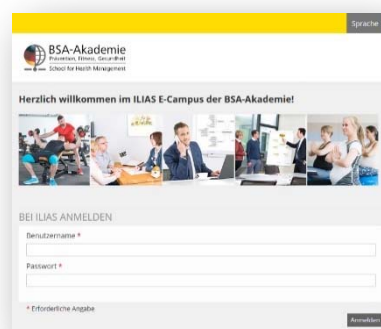 Sprache
BSA-Akademie
Prävention, Fitness, Gesundheit
School for Health Management
Herzlich willkommen im ILIAS E-Campus der BSA-Akademie!
BEI ILIAS ANMELDEN
Benutzername *
Passwort *
* Erforderliche Angabe
Anmelden